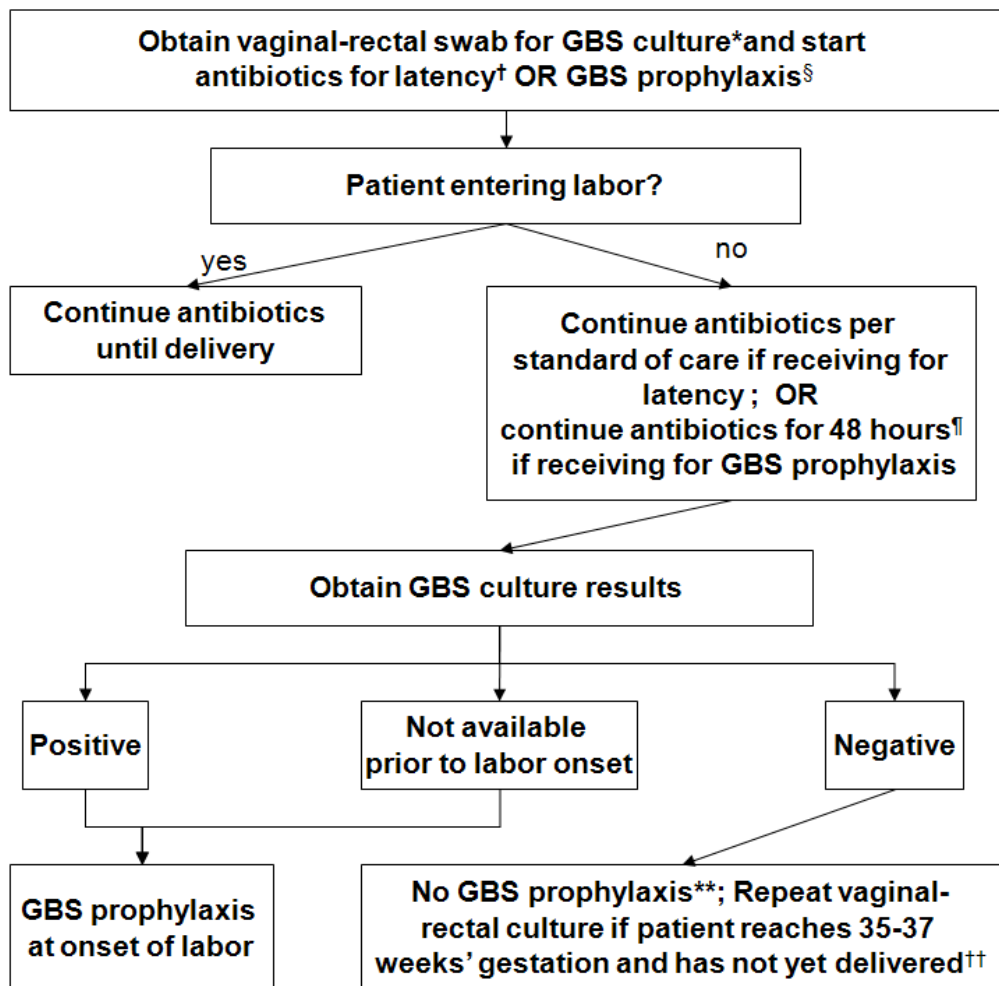 Obtain vaginal-rectal swab for GBS culture*and start
antibiotics for latency† OR GBS prophylaxis§
Patient entering labor?
yes
no
Continue antibiotics
until delivery
Continue antibiotics per
standard of care if receiving for
latency ; OR
continue antibiotics for 48 hours¶
if receiving for GBS prophylaxis
Obtain GBS culture results
Positive
Not available
prior to labor onset
Negative
GBS prophylaxis
at onset of labor
No GBS prophylaxis**; Repeat vaginal-
rectal culture if patient reaches 35-37
weeks’ gestation and has not yet delivered††